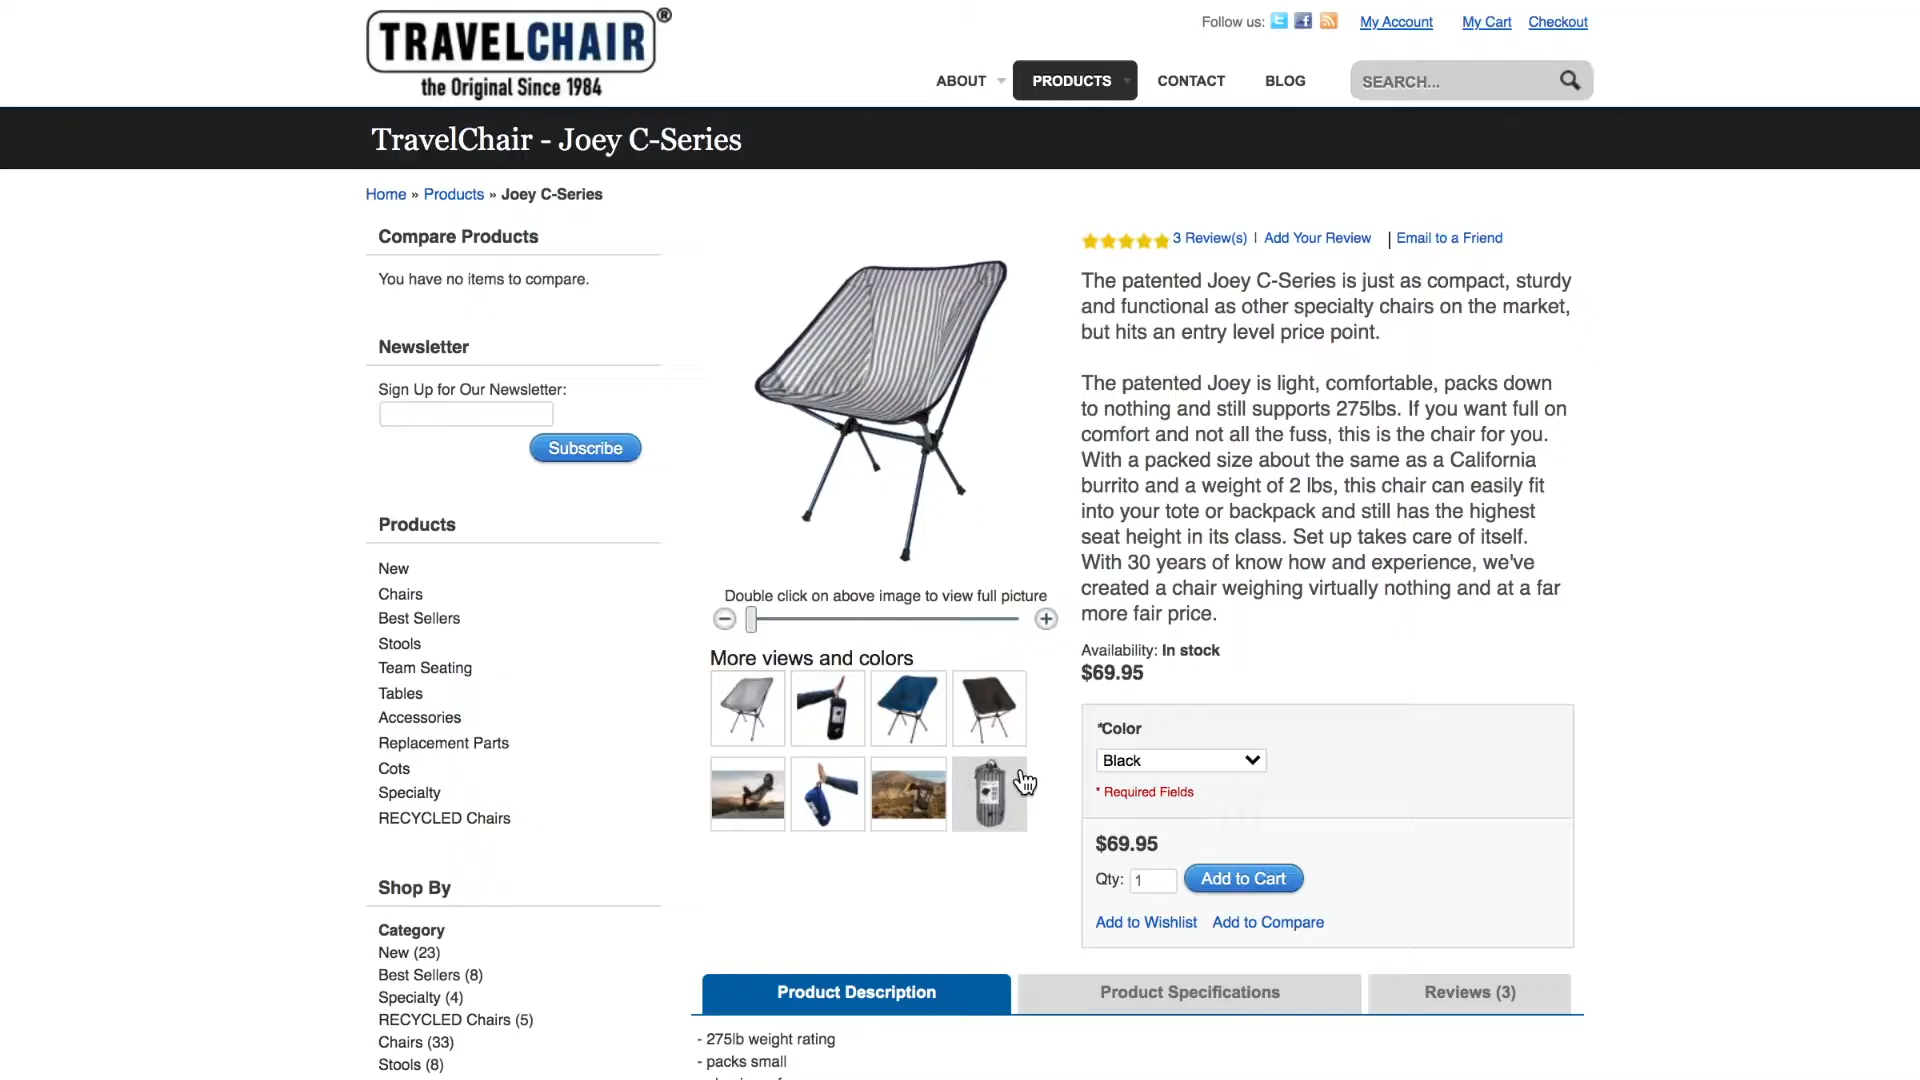 TRAVELCHAIR®
the Original Since 1984
Follow us:
My Account
My Cart
Checkout
ABOUT
PRODUCTS
CONTACT
BLOG
SEARCH...
TravelChair - Joey C-Series
Home » Products » Joey C-Series
Compare Products
You have no items to compare.
Newsletter
Sign Up for Our Newsletter:
Subscribe
Products
New
Chairs
Best Sellers
Stools
Team Seating
Tables
Accessories
Replacement Parts
Cots
Specialty
RECYCLED Chairs
Shop By
Category
New (23)
Best Sellers (8)
Specialty (4)
RECYCLED Chairs (5)
Chairs (33)
Stools (8)
Double click on above image to view full picture
More views and colors
3 Review(s) | Add Your Review | Email to a Friend
The patented Joey C-Series is just as compact, sturdy
and functional as other specialty chairs on the market,
but hits an entry level price point.
The patented Joey is light, comfortable, packs down
to nothing and still supports 275lbs. If you want full on
comfort and not all the fuss, this is the chair for you.
With a packed size about the same as a California
burrito and a weight of 2 lbs, this chair can easily fit
into your tote or backpack and still has the highest
seat height in its class. Set up takes care of itself.
With 30 years of know how and experience, we've
created a chair weighing virtually nothing and at a far
more fair price.
Availability: In stock
$69.95
*Color
Black
* Required Fields
$69.95
Qty: 1
Add to Cart
Add to Wishlist
Add to Compare
Product Description
Product Specifications
Reviews (3)
- 275lb weight rating
- packs small